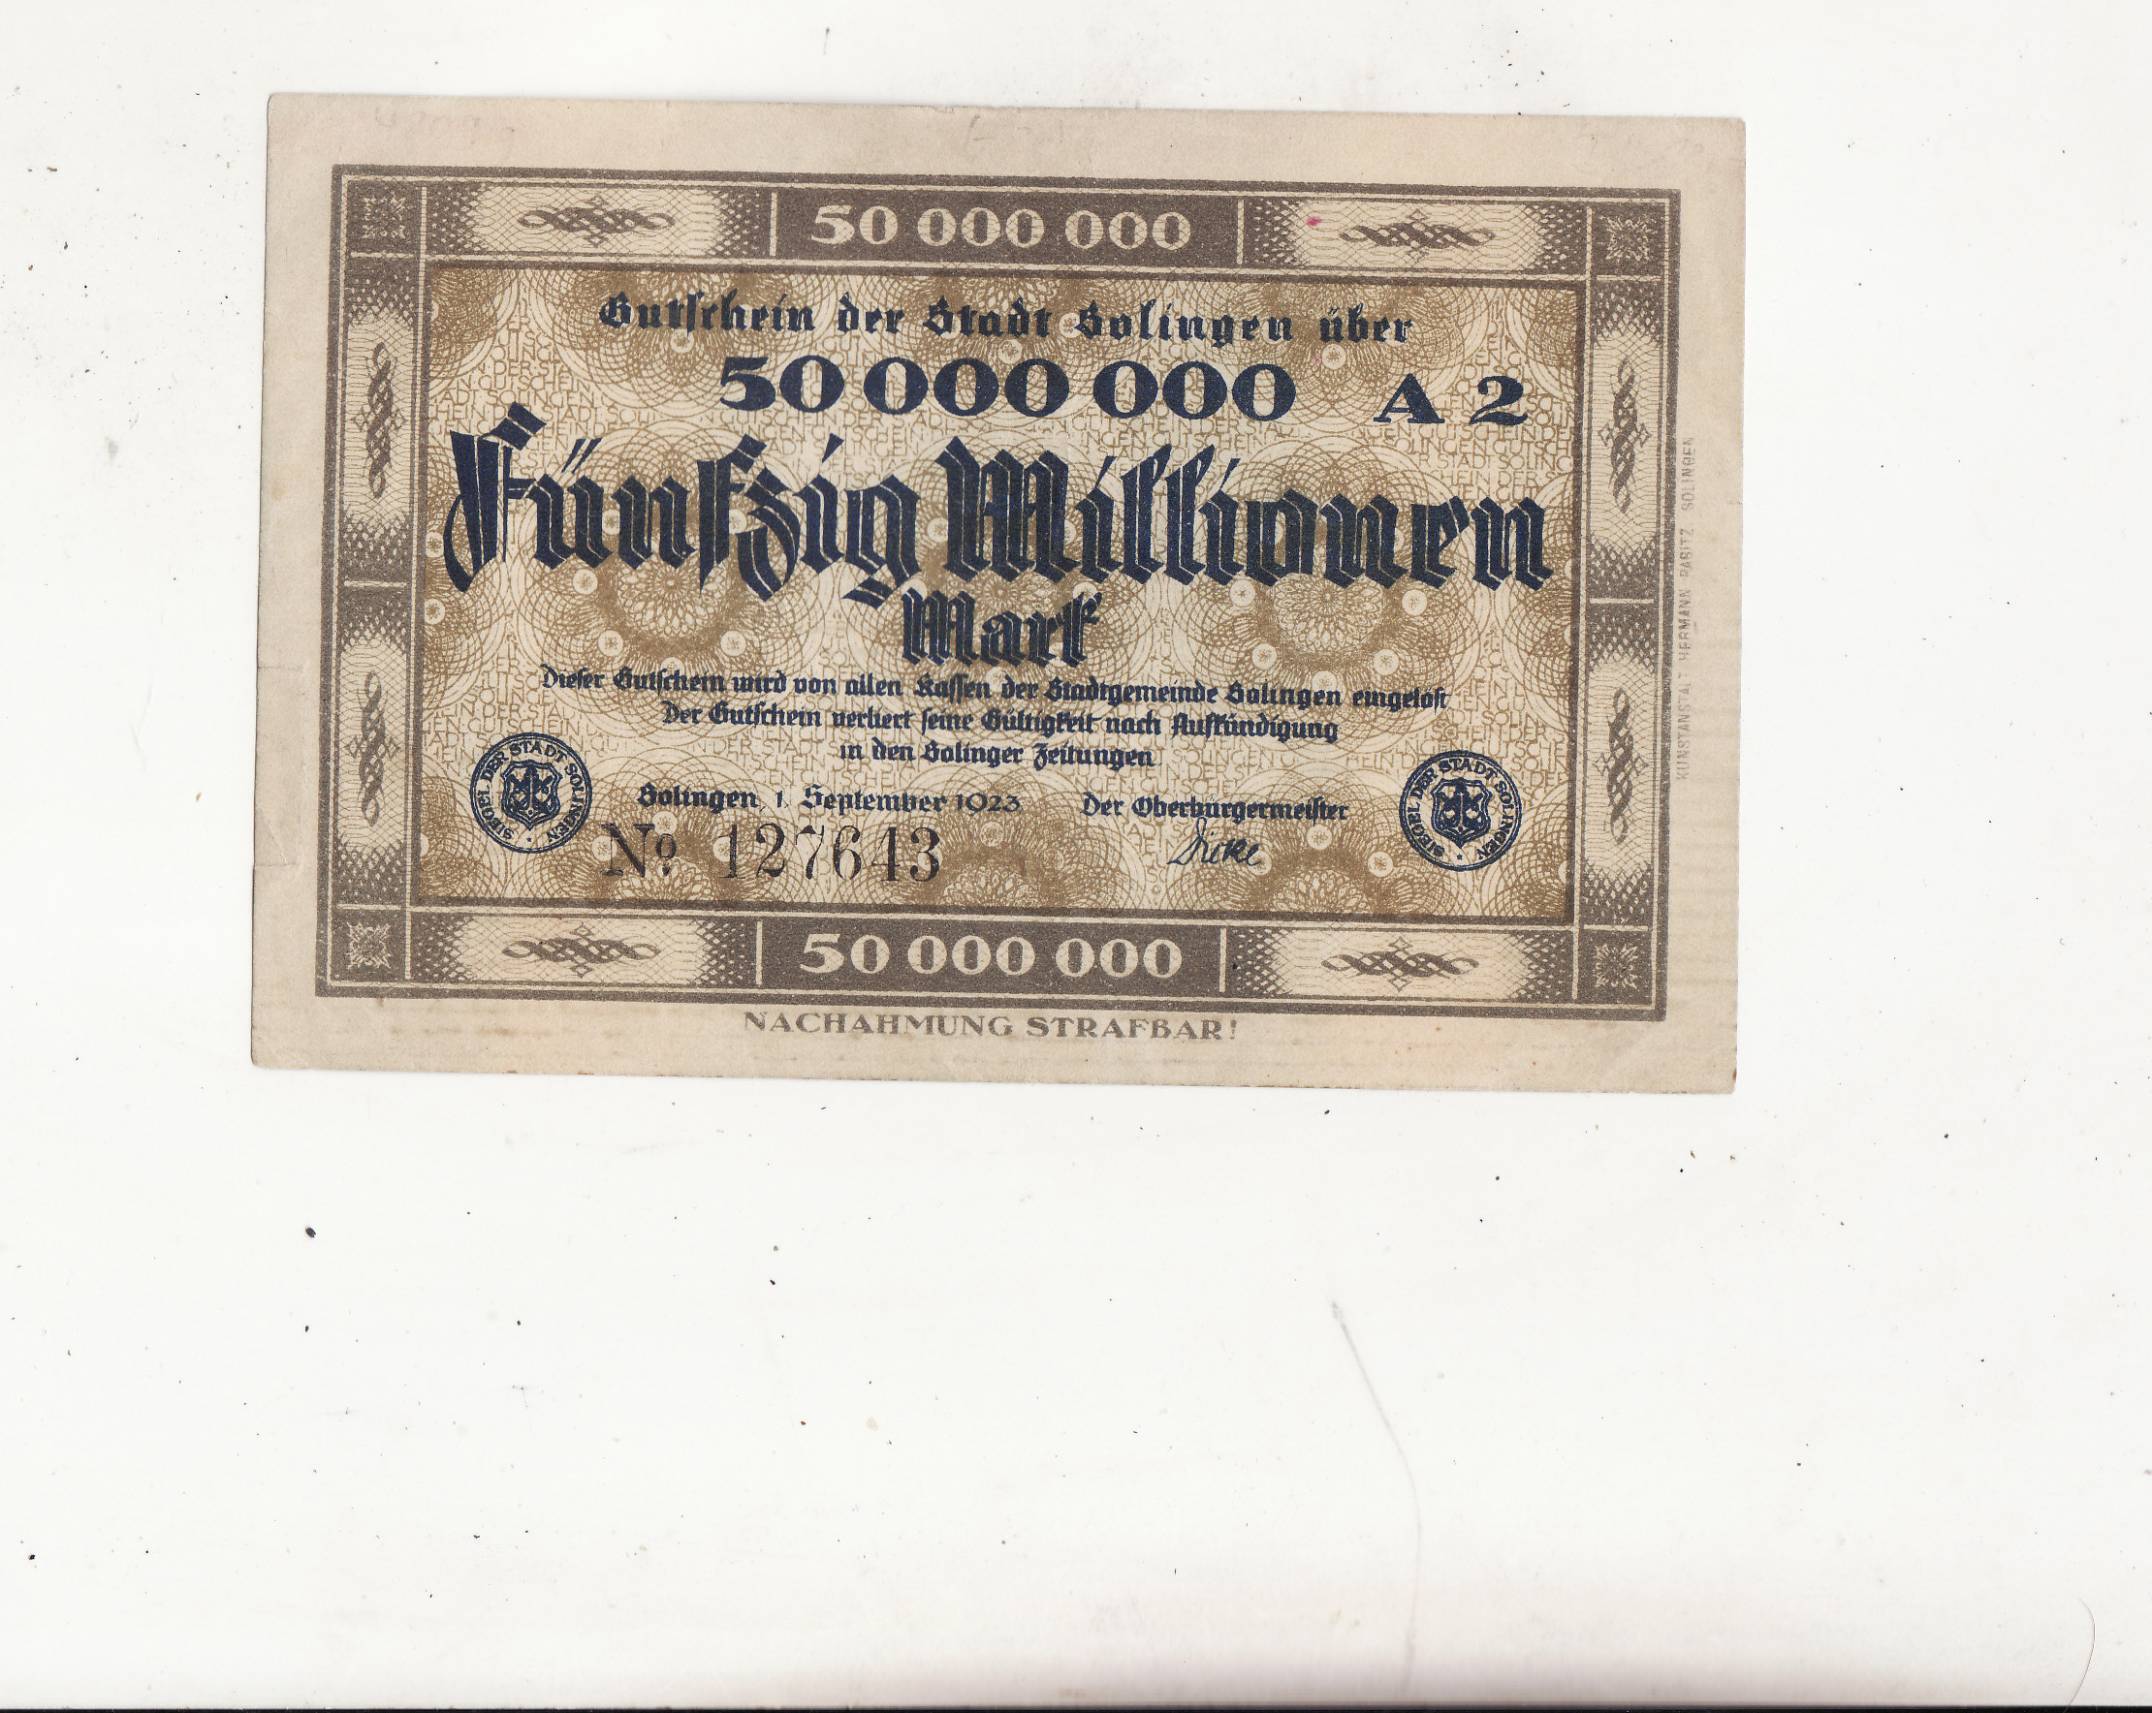 50 000 000
Gutschein der Stadt Solingen über
50 000 000 A 2
Fünfzig Millionen
Mark
Dieser Gutschein wird von allen Kassen der Stadtgemeinde Solingen eingelöst
Der Gutschein verliert seine Gültigkeit nach Aufkündigung
in den Solinger Zeitungen
Solingen, 1. September 1923 Der Oberbürgermeister
Dicke
No 127643
SIEGEL DER STADT SOLINGEN
SIEGEL DER STADT SOLINGEN
50 000 000
NACHAHMUNG STRAFBAR!
KUNSTANSTALT HERMANN RABITZ SOLINGEN